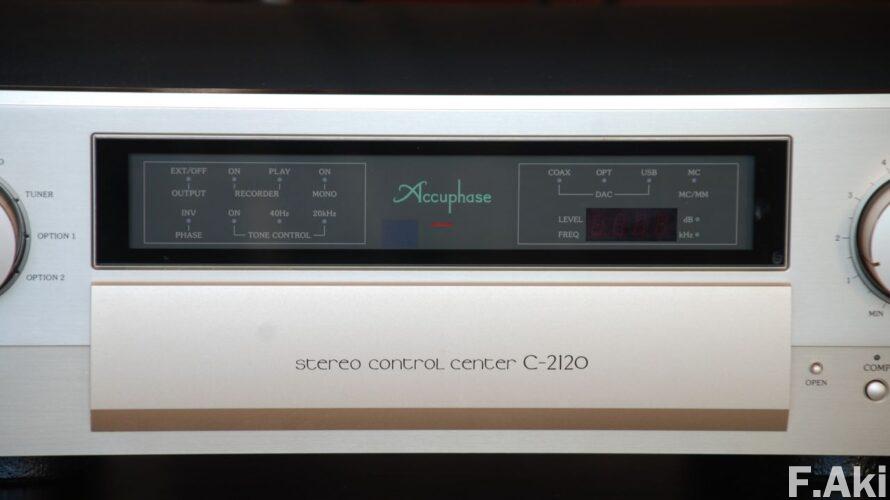 TUNER
OPTION 1
OPTION 2
EXT/OFF ON PLAY ON
OUTPUT RECORDER MONO
INV ON 40Hz 20kHz
PHASE TONE CONTROL
Accuphase
COAX OPT USB MC
DAC MC/MM
LEVEL dB
FREQ kHz
4
3
2
1
MIN
stereo control center C-2120
OPEN
COMP
F.Aki